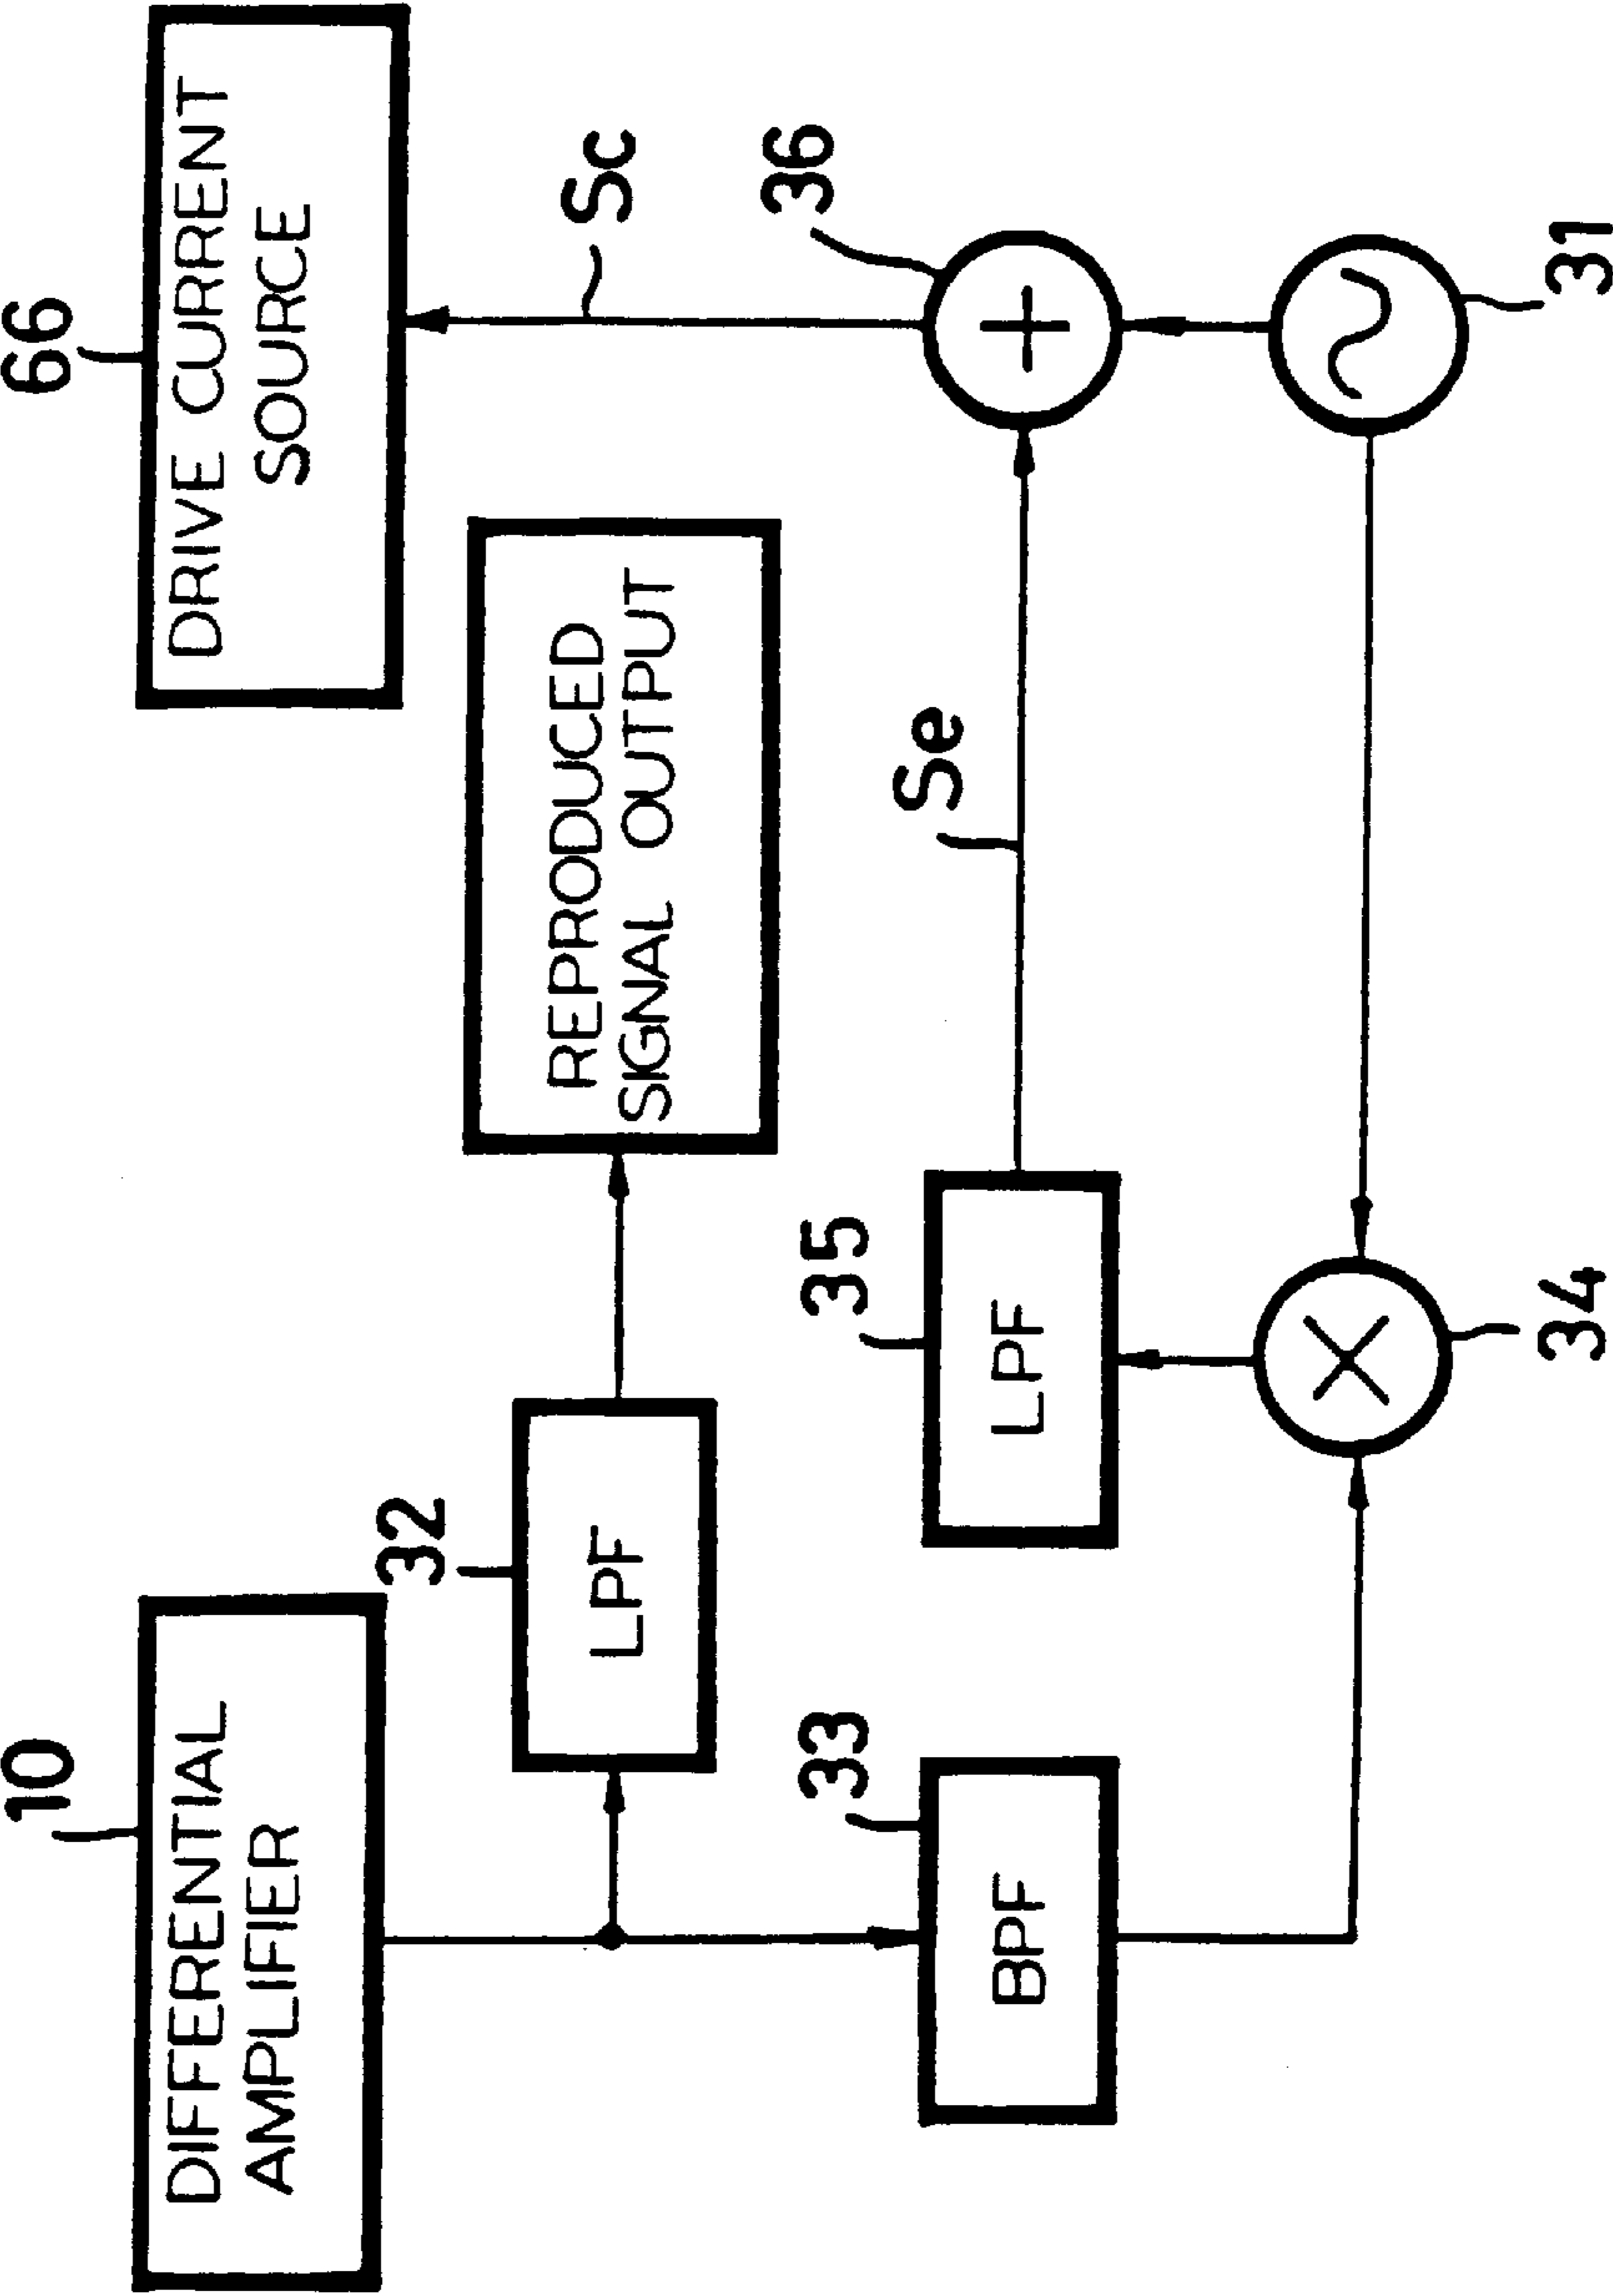 10
DIFFERENTIAL
AMPLIFIER
66
DRIVE CURRENT
SOURCE
32
LPF
REPRODUCED
SIGNAL OUTPUT
Sc
33
BPF
35
LPF
Se
36
34
31